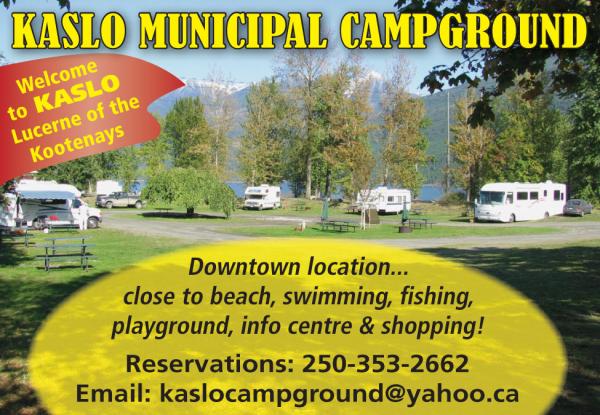 KASLO MUNICIPAL CAMPGROUND
Welcome
to KASLO
Lucerne of the
Kootenays
Downtown location...
close to beach, swimming, fishing,
playground, info centre & shopping!
Reservations: 250-353-2662
Email: kaslocampground@yahoo.ca